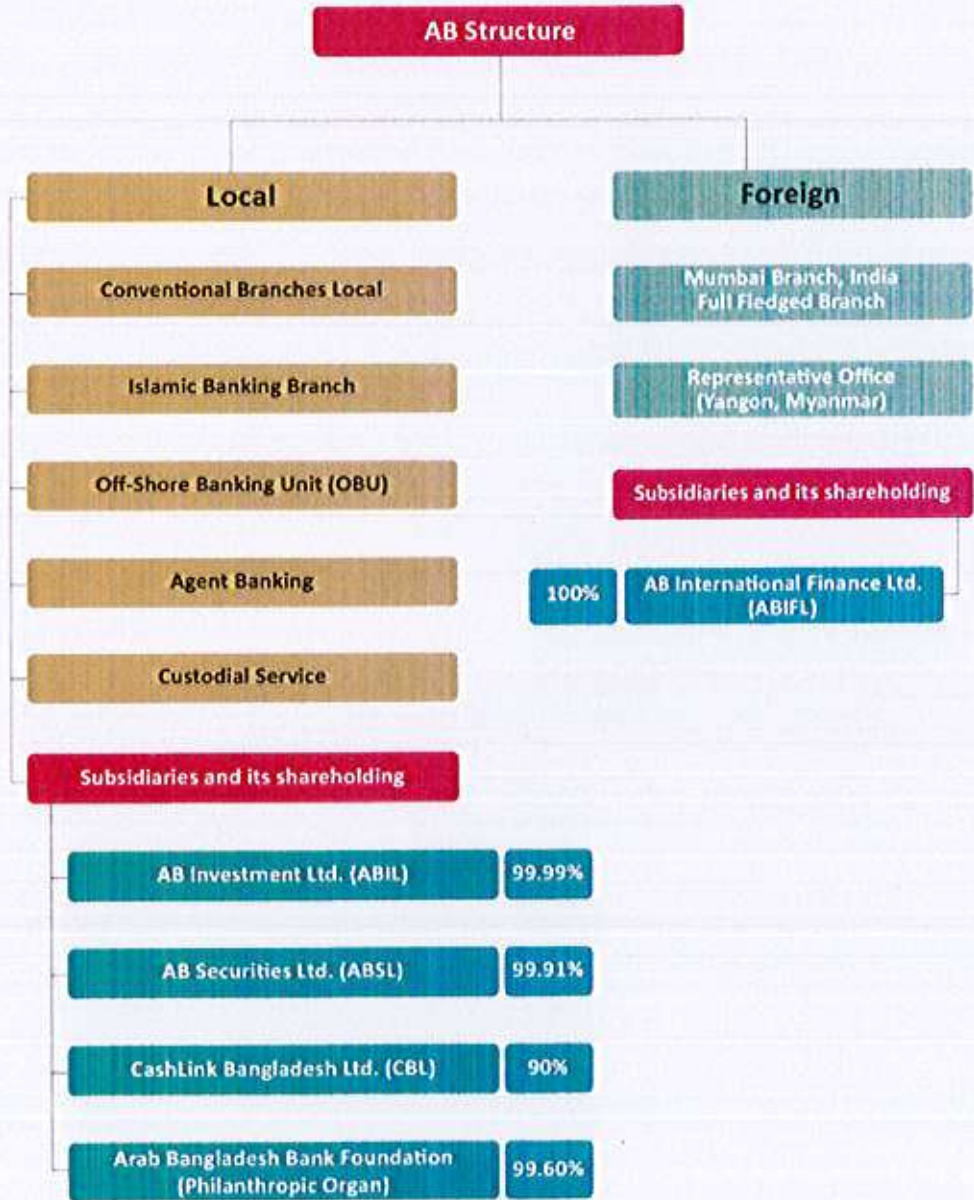 AB Structure
Local
Conventional Branches Local
Islamic Banking Branch
Off-Shore Banking Unit (OBU)
Agent Banking
Custodial Service
Subsidiaries and its shareholding
AB Investment Ltd. (ABIL) 99.99%
AB Securities Ltd. (ABSL) 99.91%
CashLink Bangladesh Ltd. (CBL) 90%
Arab Bangladesh Bank Foundation
(Philanthropic Organ) 99.60%
Foreign
Mumbai Branch, India
Full Fledged Branch
Representative Office
(Yangon, Myanmar)
Subsidiaries and its shareholding
100% AB International Finance Ltd.
(ABIFL)